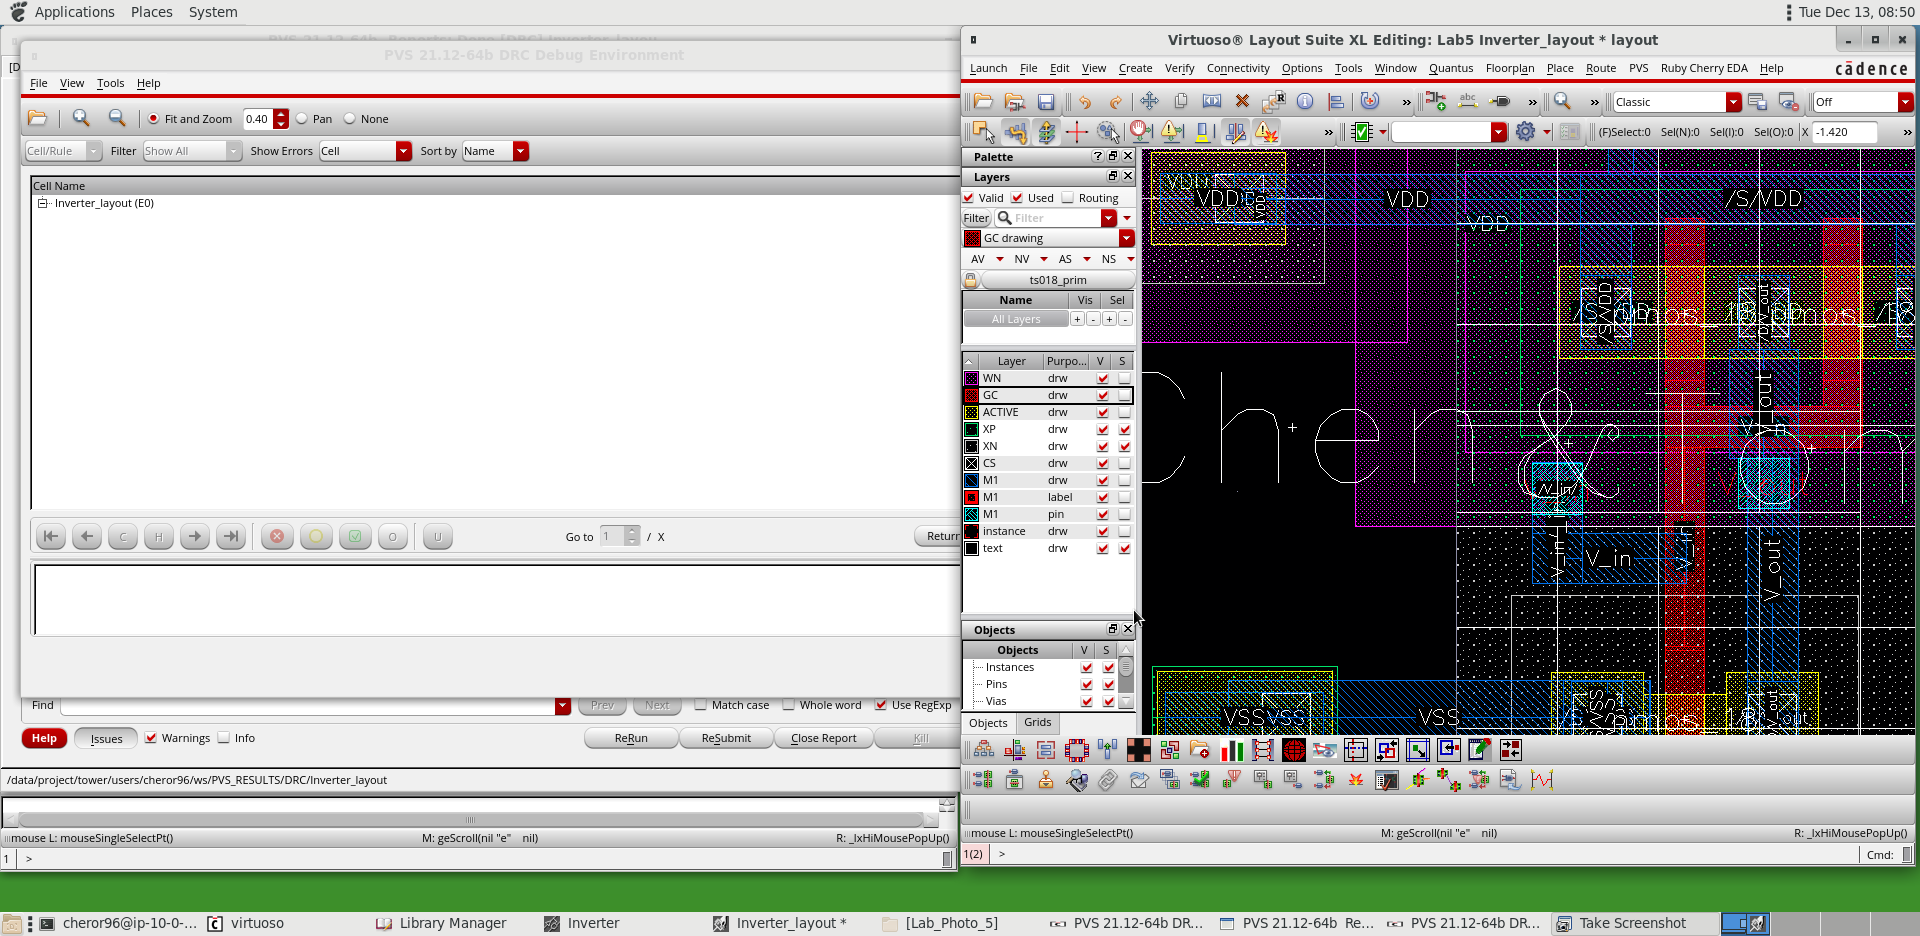 Applications Places System
Tue Dec 13, 08:50
PVS 21.12-64b DRC Debug Environment
File View Tools Help
Fit and Zoom 0.40 Pan None
Cell/Rule Filter Show All Show Errors Cell Sort by Name
Cell Name
Inverter_layout (E0)
C H O U Go to 1 / X Return
Find Prev Next Match case Whole word Use RegExp
Help Issues Warnings Info ReRun ReSubmit Close Report Kill
/data/project/tower/users/cheror96/ws/PVS_RESULTS/DRC/Inverter_layout
mouse L: mouseSingleSelectPt() M: geScroll(nil "e" nil) R: _lxHiMousePopUp()
1 >
Virtuoso® Layout Suite XL Editing: Lab5 Inverter_layout * layout
Launch File Edit View Create Verify Connectivity Options Tools Window Quantus Floorplan Place Route PVS Ruby Cherry EDA Help cādence
Classic Off
(F)Select:0 Sel(N):0 Sel(I):0 Sel(O):0 X -1.420
Palette
Layers
Valid Used Routing
Filter Filter
GC drawing
AV NV AS NS
ts018_prim
Name Vis Sel
All Layers + - + -
Layer Purpo... V S
WN drw
GC drw
ACTIVE drw
XP drw
XN drw
CS drw
M1 drw
M1 label
M1 pin
instance drw
text drw
Objects
Objects V S
Instances
Pins
Vias
Objects Grids
VDD VDD VDD /S/VDD
VDD
/S/VDD
Chen &
V_out
V_in
V_in
V_out
VSSVSS VSS
mouse L: mouseSingleSelectPt() M: geScroll(nil "e" nil) R: _lxHiMousePopUp()
1(2) > Cmd:
cheror96@ip-10-0-... virtuoso Library Manager Inverter Inverter_layout * [Lab_Photo_5] PVS 21.12-64b DR... PVS 21.12-64b Re... PVS 21.12-64b DR... Take Screenshot